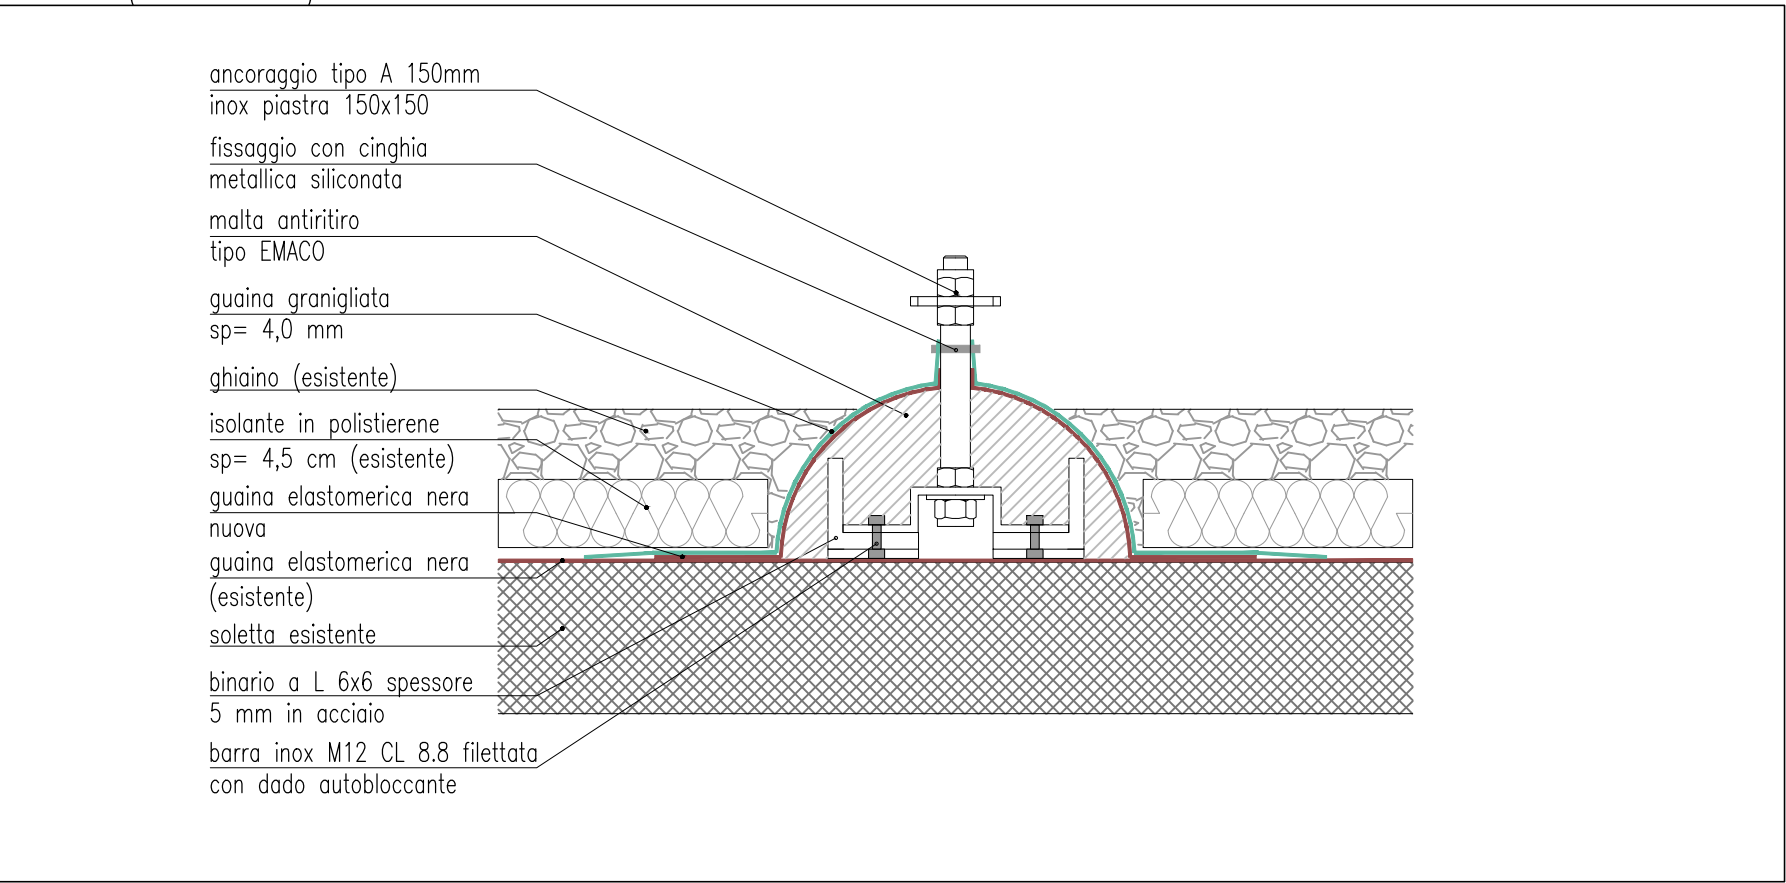 ancoraggio tipo A 150mm
inox piastra 150x150
fissaggio con cinghia
metallica siliconata
malta antiritiro
tipo EMACO
guaina granigliata
sp= 4,0 mm
ghiaino (esistente)
isolante in polistierene
sp= 4,5 cm (esistente)
guaina elastomerica nera
nuova
guaina elastomerica nera
(esistente)
soletta esistente
binario a L 6x6 spessore
5 mm in acciaio
barra inox M12 CL 8.8 filettata
con dado autobloccante